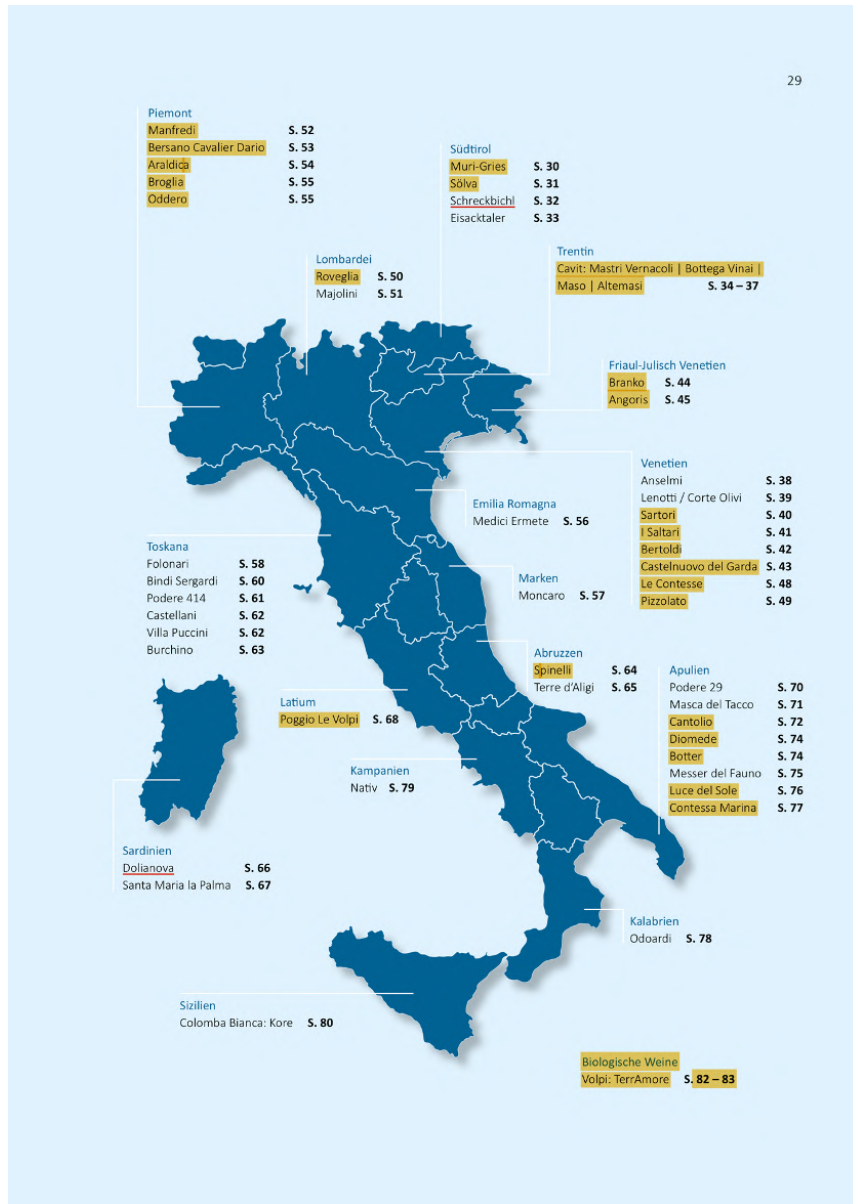 29
Piemont
Manfredi S. 52
Bersano Cavalier Dario S. 53
Araldica S. 54
Broglia S. 55
Oddero S. 55
Südtirol
Muri-Gries S. 30
Sölva S. 31
Schreckbichl S. 32
Eisacktaler S. 33
Lombardei
Roveglia S. 50
Majolini S. 51
Trentin
Cavit: Mastri Vernacoli | Bottega Vinai |
Maso | Altemasi S. 34 – 37
Friaul-Julisch Venetien
Branko S. 44
Angoris S. 45
Venetien
Anselmi S. 38
Lenotti / Corte Olivi S. 39
Sartori S. 40
I Saltari S. 41
Bertoldi S. 42
Castelnuovo del Garda S. 43
Le Contesse S. 48
Pizzolato S. 49
Emilia Romagna
Medici Ermete S. 56
Toskana
Folonari S. 58
Bindi Sergardi S. 60
Podere 414 S. 61
Castellani S. 62
Villa Puccini S. 62
Burchino S. 63
Marken
Moncaro S. 57
Abruzzen
Spinelli S. 64
Terre d'Aligi S. 65
Apulien
Podere 29 S. 70
Masca del Tacco S. 71
Cantolio S. 72
Diomede S. 74
Botter S. 74
Messer del Fauno S. 75
Luce del Sole S. 76
Contessa Marina S. 77
Latium
Poggio Le Volpi S. 68
Kampanien
Nativ S. 79
Sardinien
Dolianova S. 66
Santa Maria la Palma S. 67
Kalabrien
Odoardi S. 78
Sizilien
Colomba Bianca: Kore S. 80
Biologische Weine
Volpi: TerrAmore S. 82 – 83